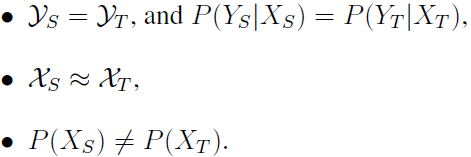 • 𝒴_S = 𝒴_T, and P(Y_S|X_S) = P(Y_T|X_T),
• 𝒳_S ≈ 𝒳_T,
• P(X_S) ≠ P(X_T).